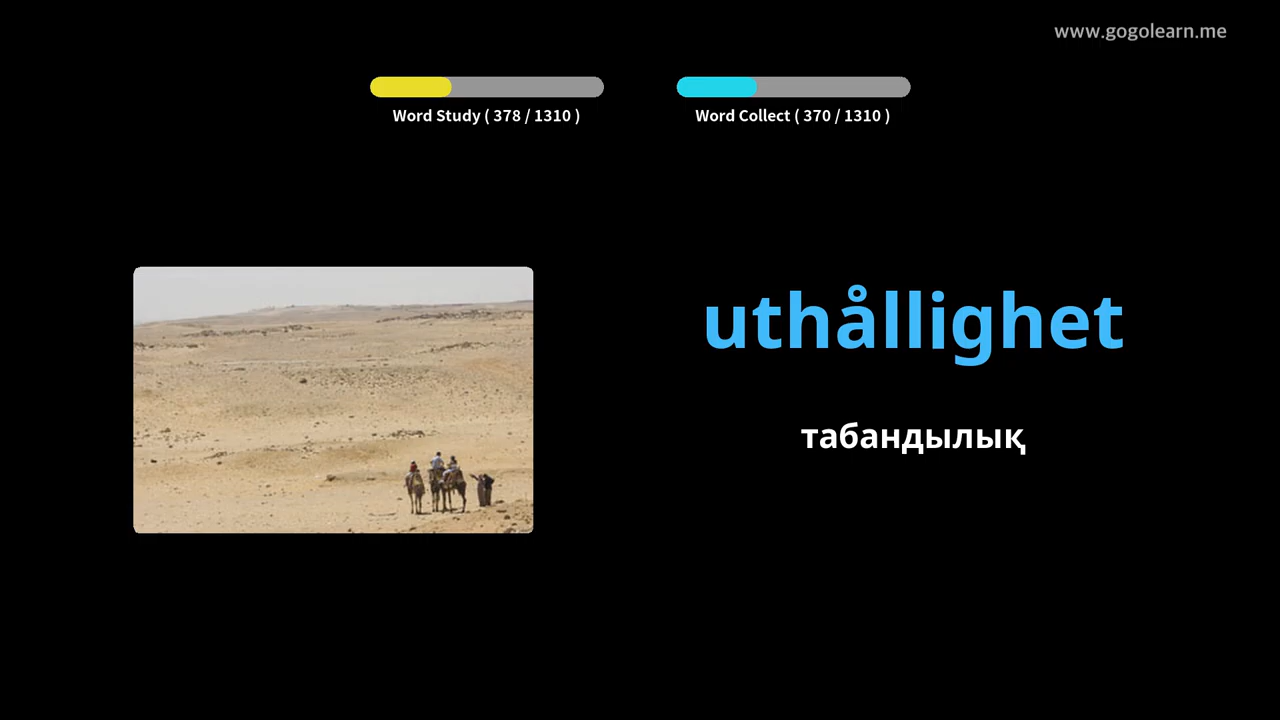 www.gogolearn.me
Word Study ( 378 / 1310 )
Word Collect ( 370 / 1310 )
uthållighet
табандылық